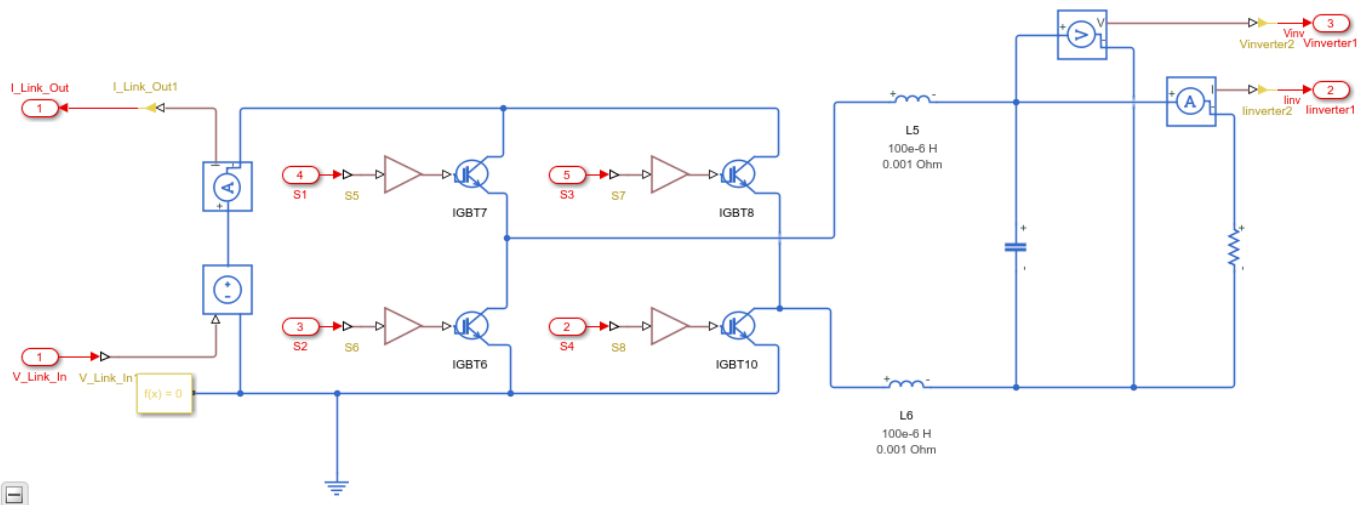 V
3
Vinv
Vinverter2
Vinverter1
I_Link_Out
I_Link_Out1
1
A
I
2
Iinv
Iinverter2
Iinverter1
L5
100e-6 H
0.001 Ohm
4
S1
S5
IGBT7
5
S3
S7
IGBT8
A
3
S2
S6
IGBT6
2
S4
S8
IGBT10
1
V_Link_In
V_Link_In1
f(x) = 0
L6
100e-6 H
0.001 Ohm